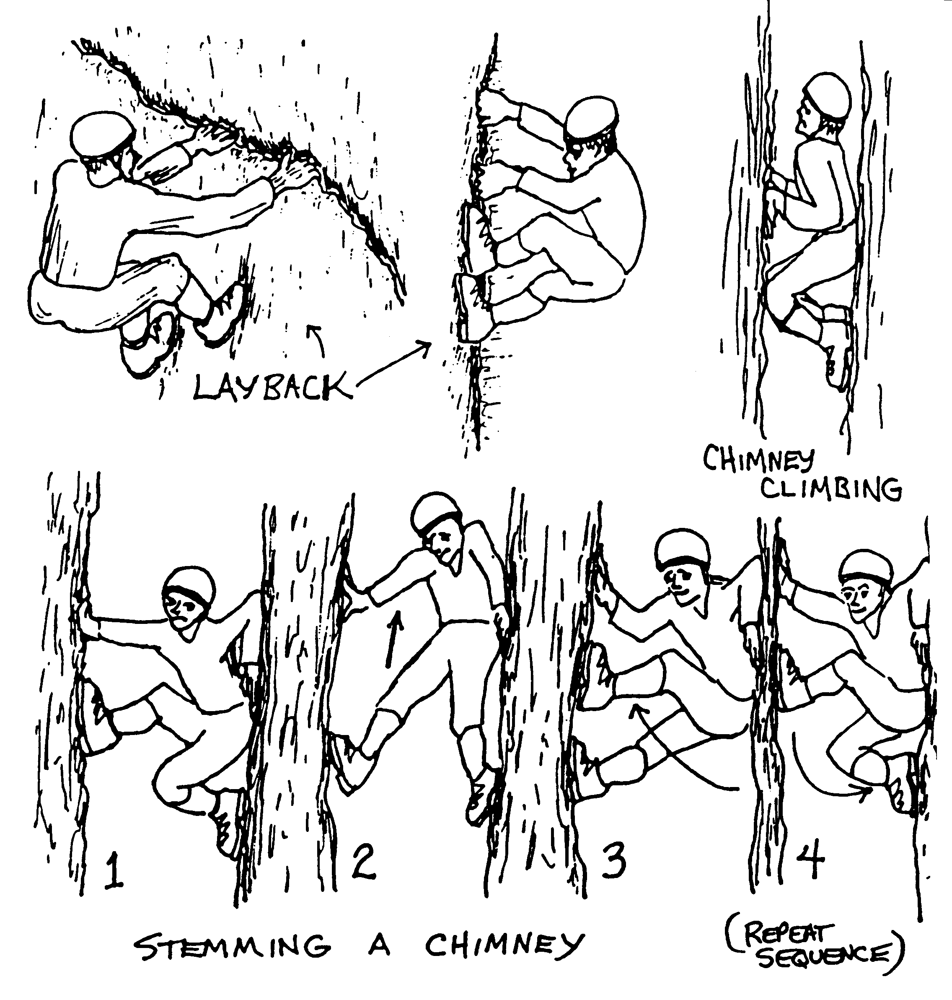 LAYBACK
CHIMNEY
CLIMBING
1
2
3
4
STEMMING A CHIMNEY
(REPEAT
SEQUENCE)